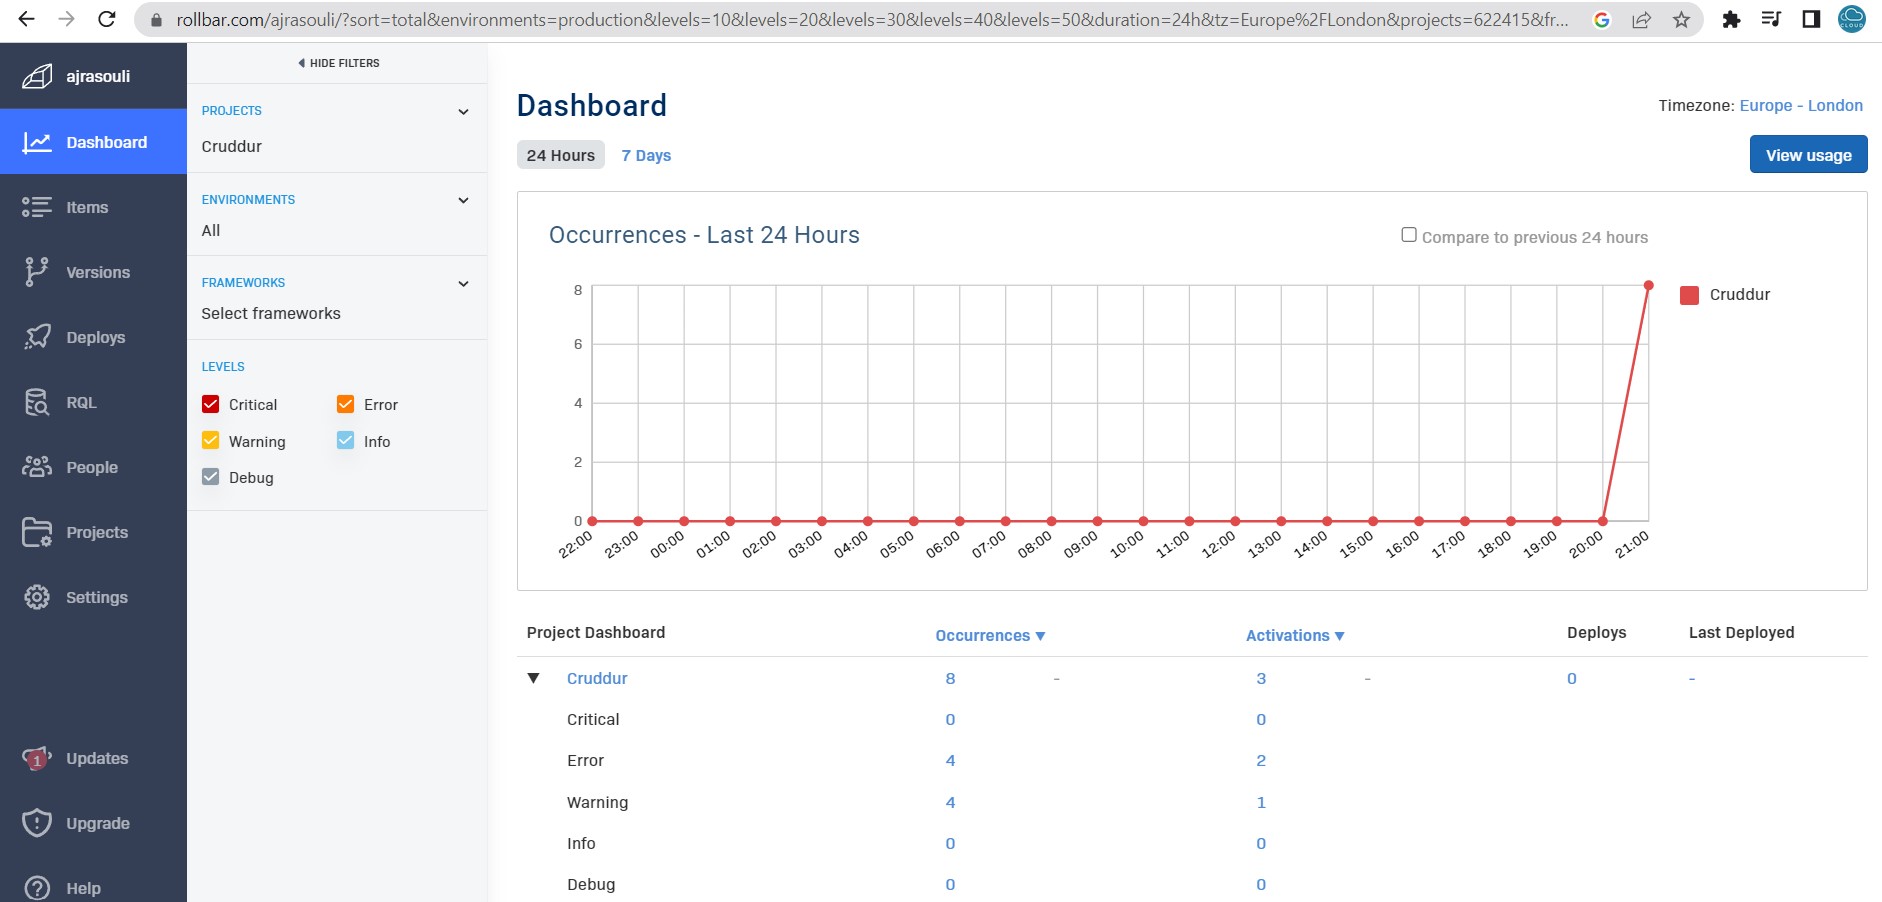 rollbar.com/ajrasouli/?sort=total&environments=production&levels=10&levels=20&levels=30&levels=40&levels=50&duration=24h&tz=Europe%2FLondon&projects=622415&fr...
ajrasouli
Dashboard
Items
Versions
Deploys
RQL
People
Projects
Settings
1
Updates
Upgrade
Help
HIDE FILTERS
PROJECTS
Cruddur
ENVIRONMENTS
All
FRAMEWORKS
Select frameworks
LEVELS
Critical Error
Warning Info
Debug
Dashboard
Timezone: Europe - London
24 Hours 7 Days
View usage
Occurrences - Last 24 Hours
Compare to previous 24 hours
8
6
4
2
0
22:00 23:00 00:00 01:00 02:00 03:00 04:00 05:00 06:00 07:00 08:00 09:00 10:00 11:00 12:00 13:00 14:00 15:00 16:00 17:00 18:00 19:00 20:00 21:00
Cruddur
Project Dashboard Occurrences ▼ Activations ▼ Deploys Last Deployed
▼ Cruddur 8 - 3 - 0 -
Critical 0 0
Error 4 2
Warning 4 1
Info 0 0
Debug 0 0